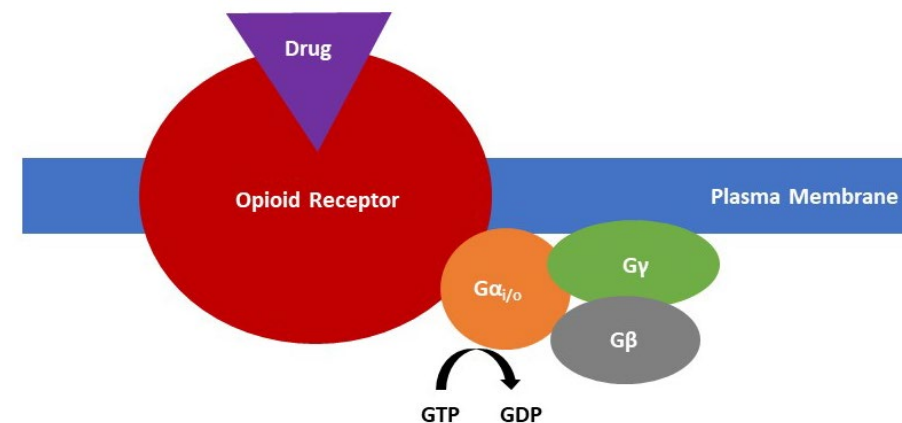 Drug
Opioid Receptor
Plasma Membrane
Gγ
Gαi/o
Gβ
GTP
GDP